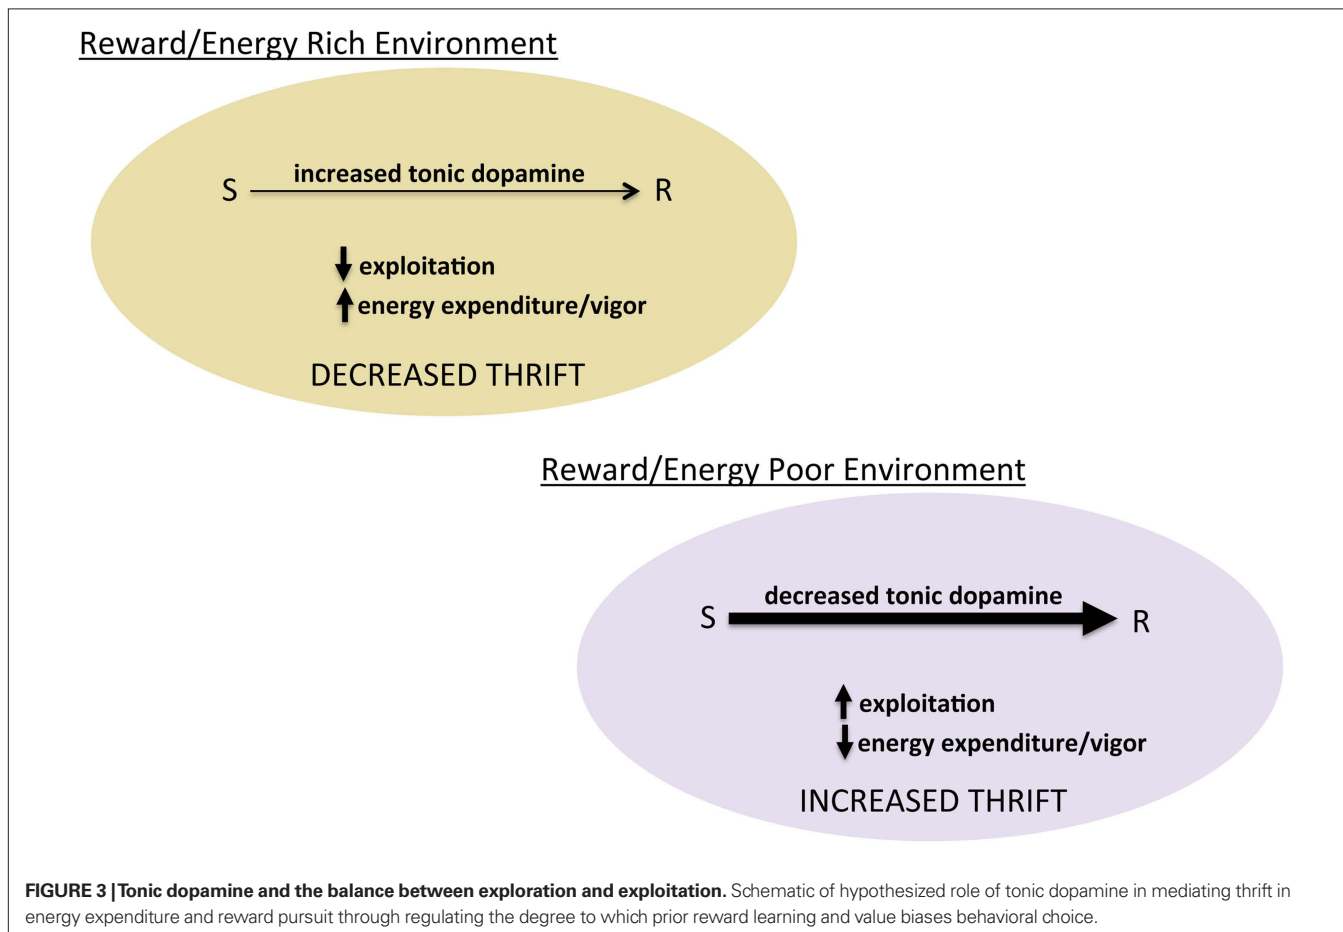 Reward/Energy Rich Environment
increased tonic dopamine
S R
exploitation
energy expenditure/vigor
DECREASED THRIFT
Reward/Energy Poor Environment
decreased tonic dopamine
S R
exploitation
energy expenditure/vigor
INCREASED THRIFT
FIGURE 3 | Tonic dopamine and the balance between exploration and exploitation. Schematic of hypothesized role of tonic dopamine in mediating thrift in
energy expenditure and reward pursuit through regulating the degree to which prior reward learning and value biases behavioral choice.